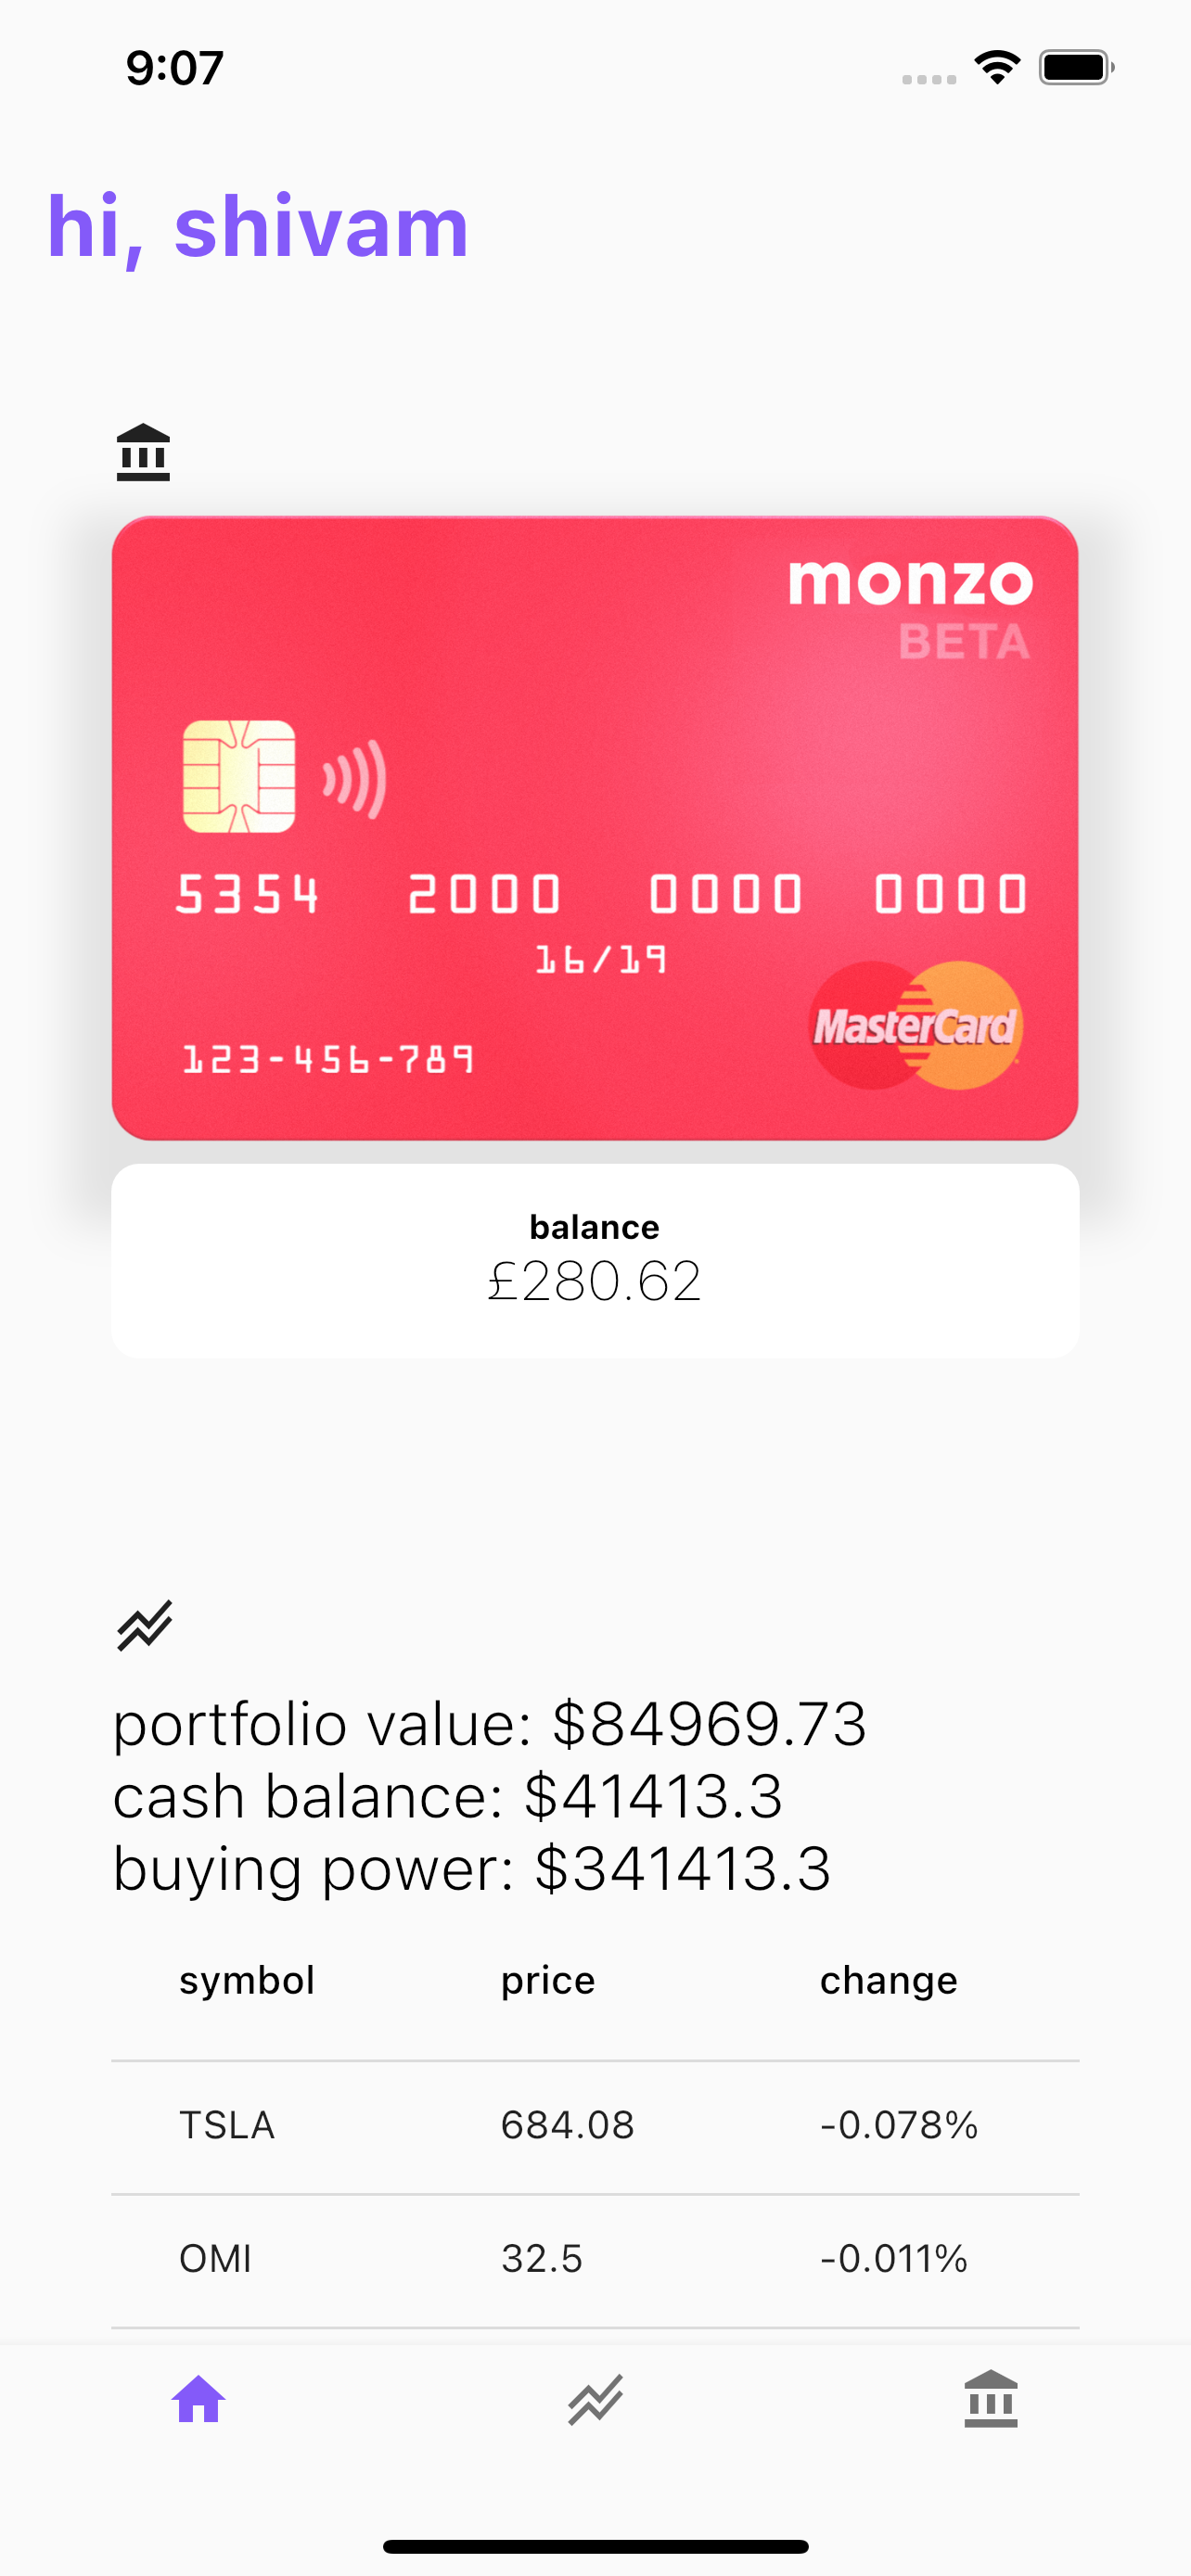 9:07
hi, shivam
monzo
BETA
5354 2000 0000 0000
16/19
MasterCard
123-456-789
balance
£280.62
portfolio value: $84969.73
cash balance: $41413.3
buying power: $341413.3
symbol price change
TSLA 684.08 -0.078%
OMI 32.5 -0.011%